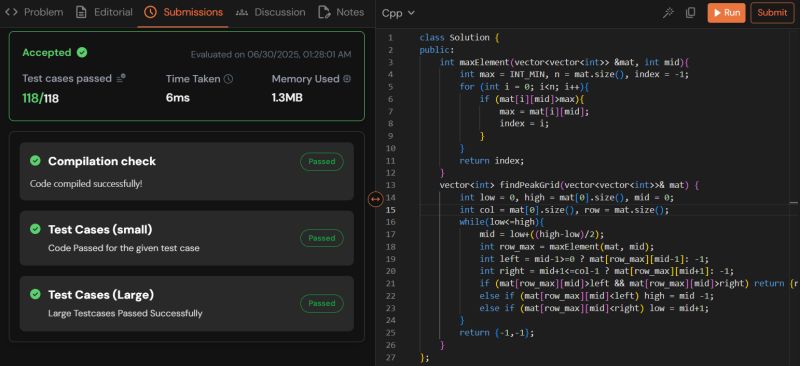 Problem Editorial Submissions Discussion Notes
Accepted
Evaluated on 06/30/2025, 01:28:01 AM
Test cases passed Time Taken Memory Used
118/118 6ms 1.3MB
Compilation check
Passed
Code compiled successfully!
Test Cases (small)
Passed
Code Passed for the given test case
Test Cases (Large)
Passed
Large Testcases Passed Successfully
Cpp Run Submit
1 class Solution {
2 public:
3 int maxElement(vector<vector<int>> &mat, int mid){
4 int max = INT_MIN, n = mat.size(), index = -1;
5 for (int i = 0; i<n; i++){
6 if (mat[i][mid]>max){
7 max = mat[i][mid];
8 index = i;
9 }
10 }
11 return index;
12 }
13 vector<int> findPeakGrid(vector<vector<int>>& mat) {
14 int low = 0, high = mat[0].size(), mid = 0;
15 int col = mat[0].size(), row = mat.size();
16 while(low<=high){
17 mid = low+((high-low)/2);
18 int row_max = maxElement(mat, mid);
19 int left = mid-1>=0 ? mat[row_max][mid-1]: -1;
20 int right = mid+1<=col-1 ? mat[row_max][mid+1]: -1;
21 if (mat[row_max][mid]>left && mat[row_max][mid]>right) return {r
22 else if (mat[row_max][mid]<left) high = mid -1;
23 else if (mat[row_max][mid]<right) low = mid+1;
24 }
25 return {-1,-1};
26 }
27 };